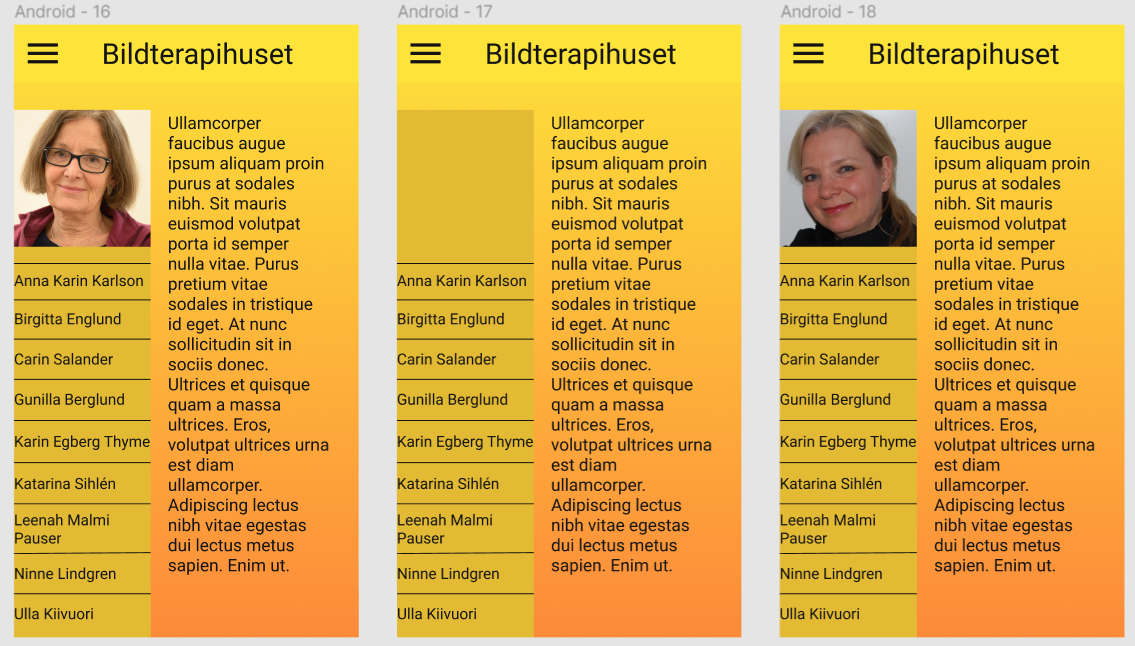 Android - 16
Bildterapihuset
Anna Karin Karlson
Birgitta Englund
Carin Salander
Gunilla Berglund
Karin Egberg Thyme
Katarina Sihlén
Leenah Malmi
Pauser
Ninne Lindgren
Ulla Kiivuori
Ullamcorper
faucibus augue
ipsum aliquam proin
purus at sodales
nibh. Sit mauris
euismod volutpat
porta id semper
nulla vitae. Purus
pretium vitae
sodales in tristique
id eget. At nunc
sollicitudin sit in
sociis donec.
Ultrices et quisque
quam a massa
ultrices. Eros,
volutpat ultrices urna
est diam
ullamcorper.
Adipiscing lectus
nibh vitae egestas
dui lectus metus
sapien. Enim ut.
Android - 17
Bildterapihuset
Anna Karin Karlson
Birgitta Englund
Carin Salander
Gunilla Berglund
Karin Egberg Thyme
Katarina Sihlén
Leenah Malmi
Pauser
Ninne Lindgren
Ulla Kiivuori
Ullamcorper
faucibus augue
ipsum aliquam proin
purus at sodales
nibh. Sit mauris
euismod volutpat
porta id semper
nulla vitae. Purus
pretium vitae
sodales in tristique
id eget. At nunc
sollicitudin sit in
sociis donec.
Ultrices et quisque
quam a massa
ultrices. Eros,
volutpat ultrices urna
est diam
ullamcorper.
Adipiscing lectus
nibh vitae egestas
dui lectus metus
sapien. Enim ut.
Android - 18
Bildterapihuset
Anna Karin Karlson
Birgitta Englund
Carin Salander
Gunilla Berglund
Karin Egberg Thyme
Katarina Sihlén
Leenah Malmi
Pauser
Ninne Lindgren
Ulla Kiivuori
Ullamcorper
faucibus augue
ipsum aliquam proin
purus at sodales
nibh. Sit mauris
euismod volutpat
porta id semper
nulla vitae. Purus
pretium vitae
sodales in tristique
id eget. At nunc
sollicitudin sit in
sociis donec.
Ultrices et quisque
quam a massa
ultrices. Eros,
volutpat ultrices urna
est diam
ullamcorper.
Adipiscing lectus
nibh vitae egestas
dui lectus metus
sapien. Enim ut.